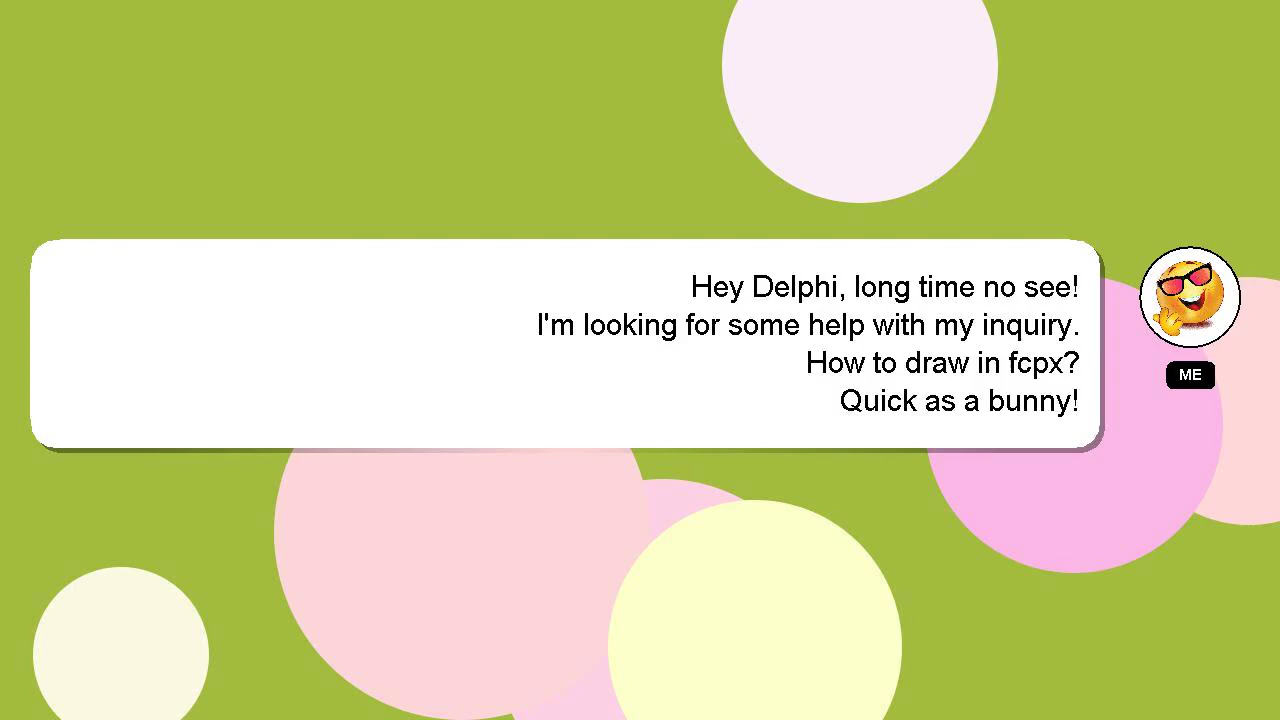 Hey Delphi, long time no see!
I'm looking for some help with my inquiry.
How to draw in fcpx?
Quick as a bunny!
ME